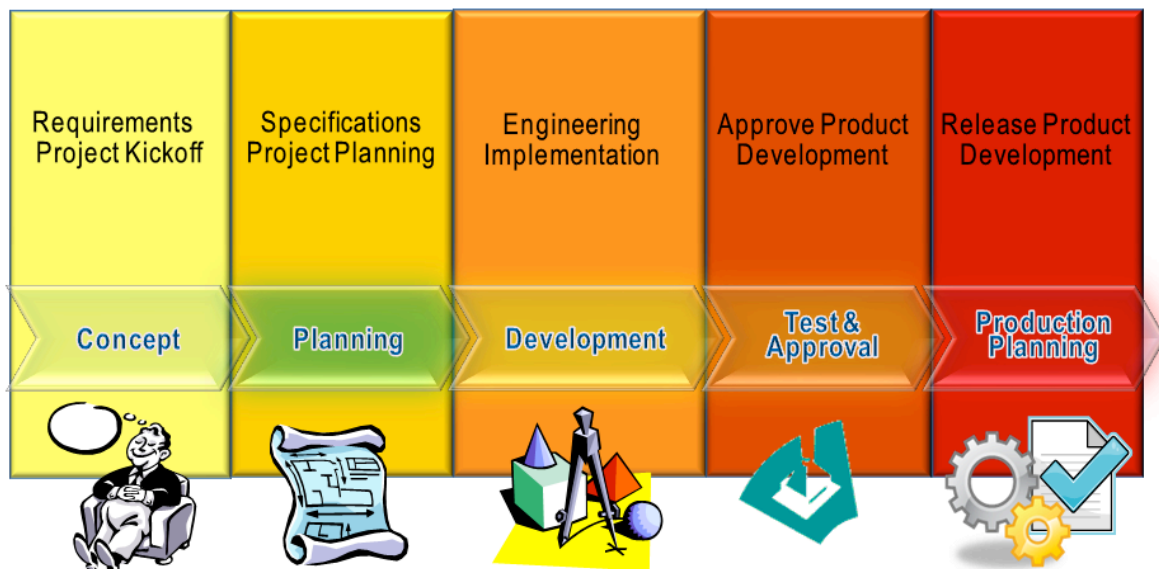 Requirements
Project Kickoff
Specifications
Project Planning
Engineering
Implementation
Approve Product
Development
Release Product
Development
Concept
Planning
Development
Test &
Approval
Production
Planning